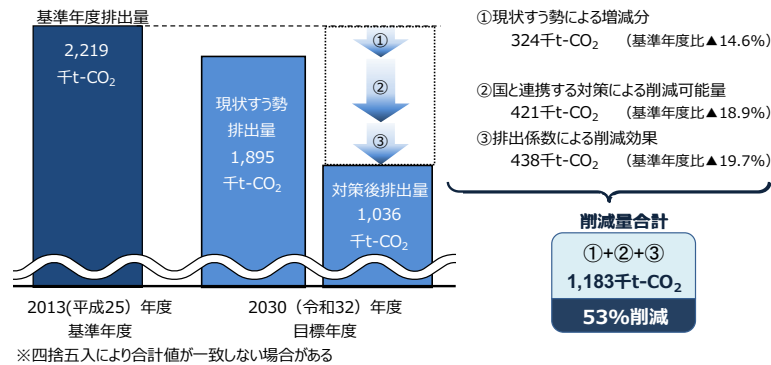 基準年度排出量
2,219
千t-CO₂
現状すう勢
排出量
1,895
千t-CO₂
①
②
③
対策後排出量
1,036
千t-CO₂
2013(平成25）年度
基準年度
2030（令和32）年度
目標年度
※四捨五入により合計値が一致しない場合がある
①現状すう勢による増減分
324千t-CO₂　（基準年度比▲14.6%）
②国と連携する対策による削減可能量
421千t-CO₂　（基準年度比▲18.9%）
③排出係数による削減効果
438千t-CO₂　（基準年度比▲19.7%）
削減量合計
①+②+③
1,183千t-CO₂
53%削減